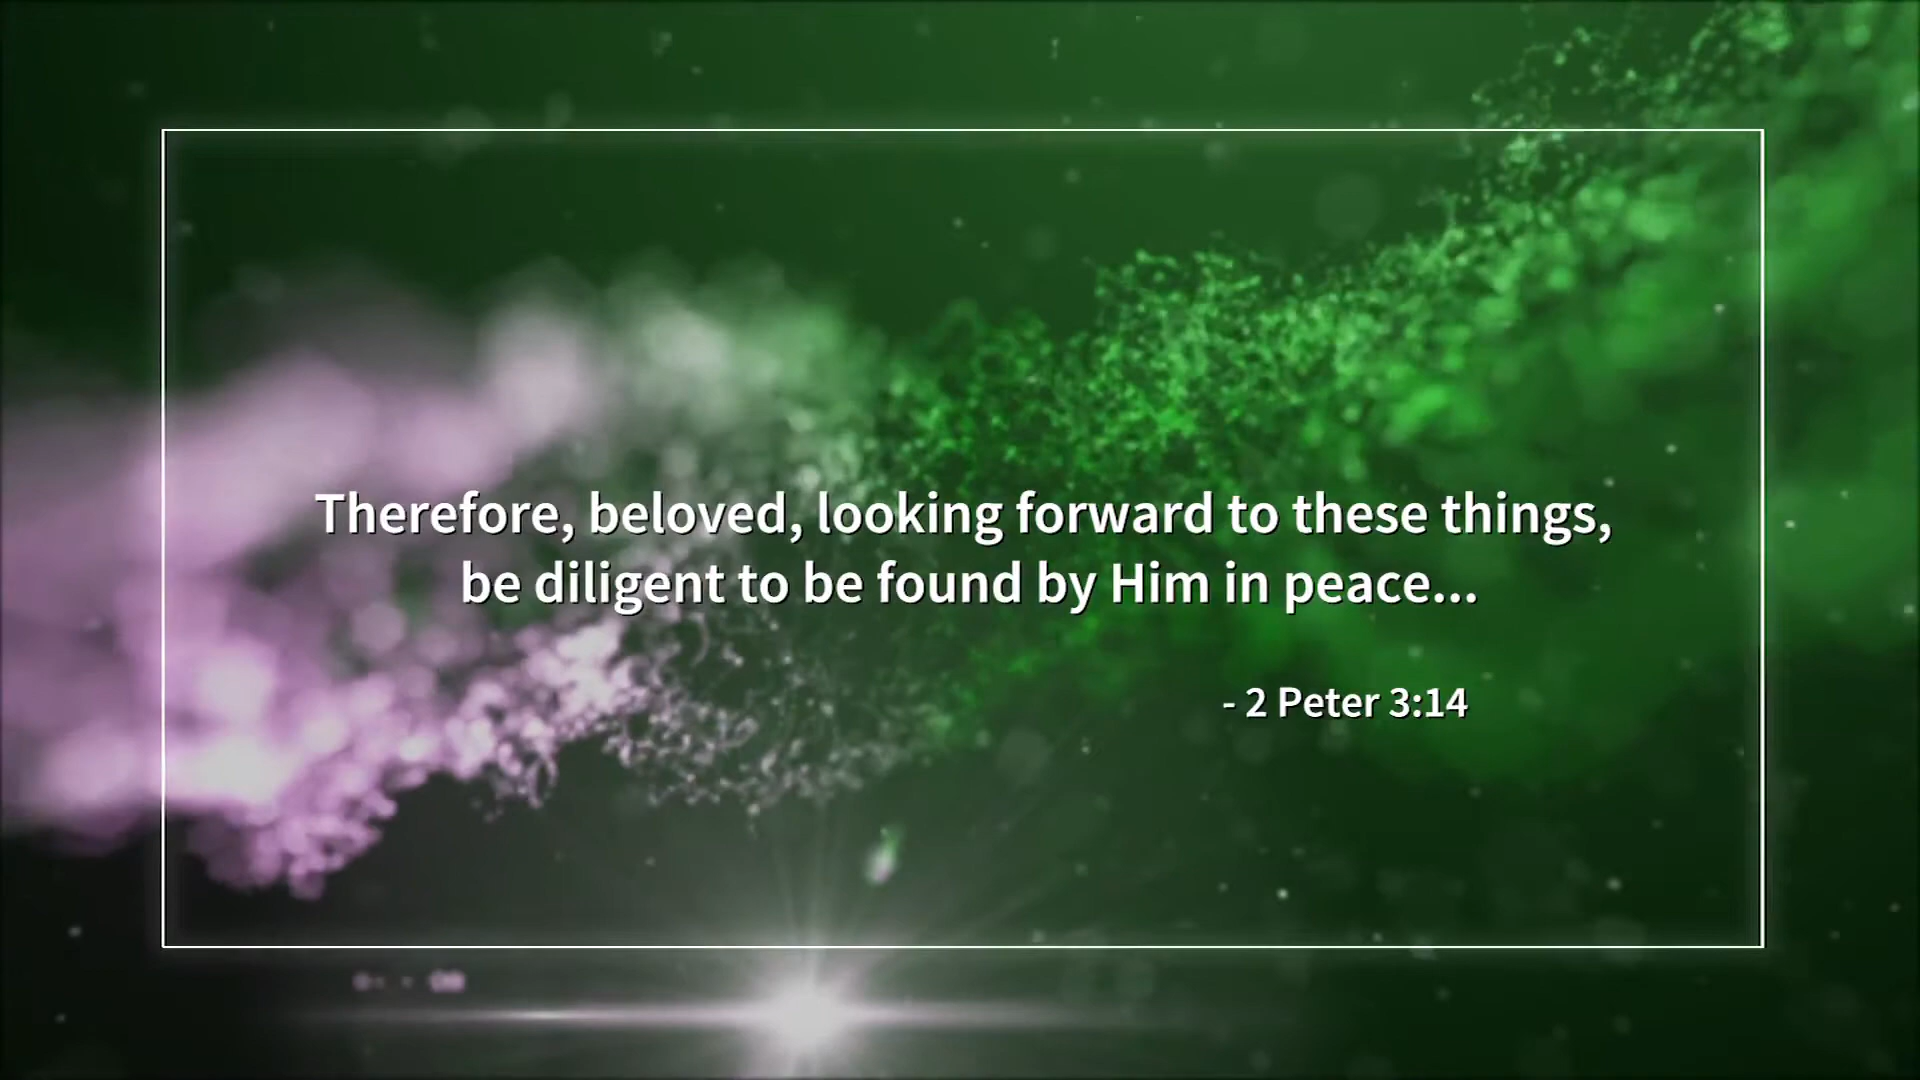 Therefore, beloved, looking forward to these things,
be diligent to be found by Him in peace...
- 2 Peter 3:14